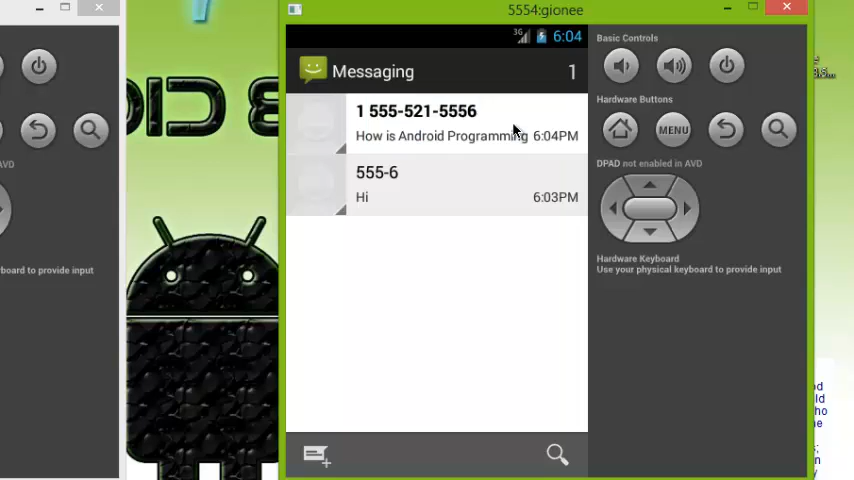 5554:gionee
3G 6:04
Messaging 1
1 555-521-5556
How is Android Programming 6:04PM
555-6
Hi 6:03PM
Basic Controls
Hardware Buttons
MENU
DPAD not enabled in AVD
Hardware Keyboard
Use your physical keyboard to provide input
AVD
board to provide input